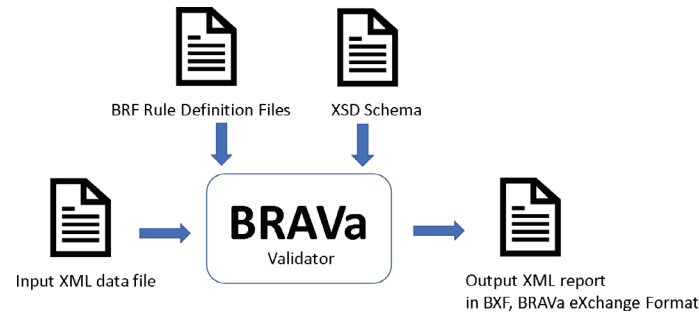 BRF Rule Definition Files
XSD Schema
BRAVa
Validator
Input XML data file
Output XML report
in BXF, BRAVa eXchange Format